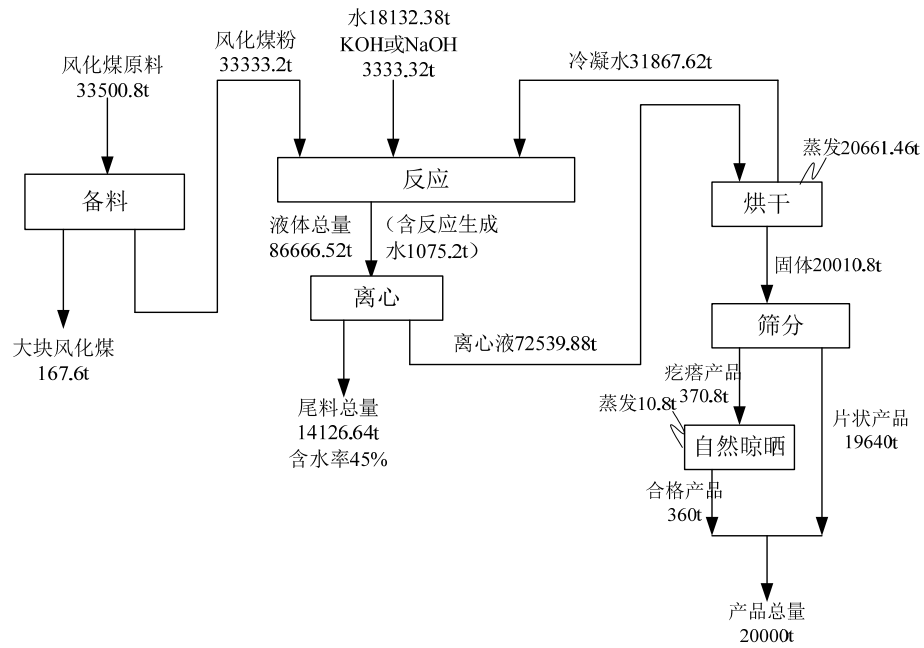 水18132.38t
KOH或NaOH
3333.32t
风化煤粉
33333.2t
冷凝水31867.62t
风化煤原料
33500.8t
蒸发20661.46t
备料
反应
烘干
液体总量
86666.52t
（含反应生成
水1075.2t）
固体20010.8t
离心
筛分
大块风化煤
167.6t
离心液72539.88t
疙瘩产品
370.8t
尾料总量
14126.64t
含水率45%
蒸发10.8t
片状产品
19640t
自然晾晒
合格产品
360t
产品总量
20000t